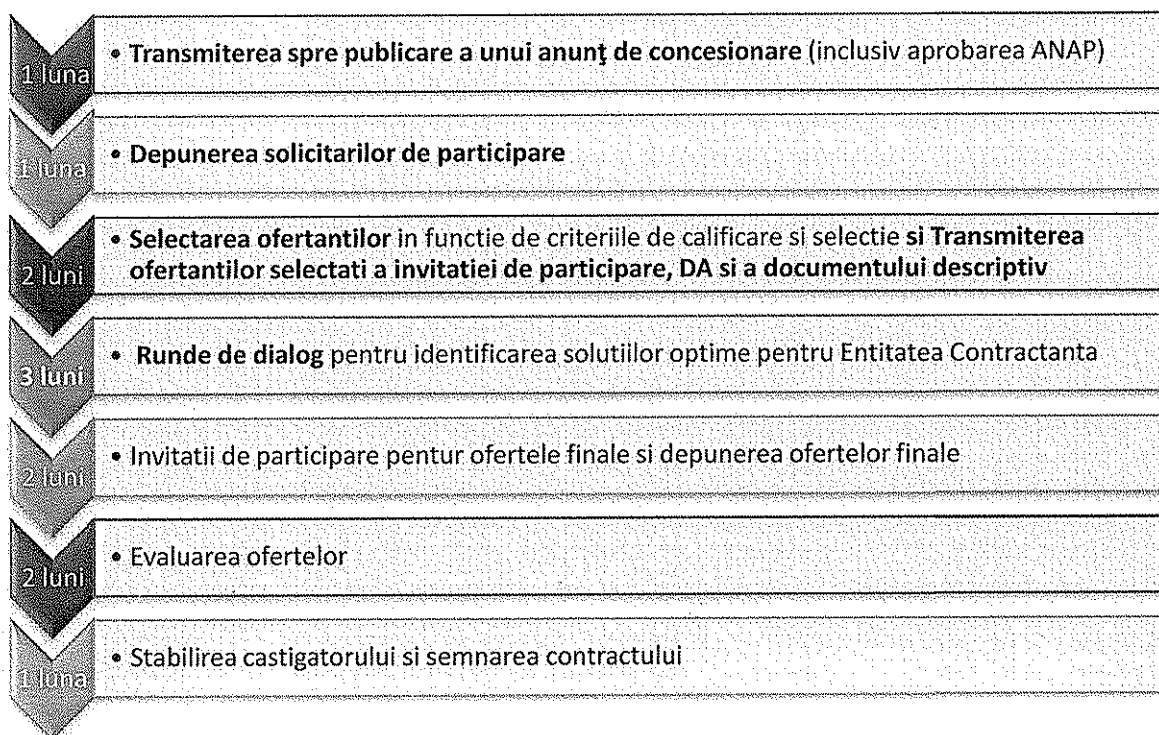 1 luna
• Transmiterea spre publicare a unui anunţ de concesionare (inclusiv aprobarea ANAP)
1 luna
• Depunerea solicitarilor de participare
2 luni
• Selectarea ofertantilor in functie de criteriile de calificare si selectie si Transmiterea
ofertantilor selectati a invitatiei de participare, DA si a documentului descriptiv
3 luni
• Runde de dialog pentru identificarea solutiilor optime pentru Entitatea Contractanta
2 luni
• Invitatii de participare pentur ofertele finale si depunerea ofertelor finale
2 luni
• Evaluarea ofertelor
1 luna
• Stabilirea castigatorului si semnarea contractului